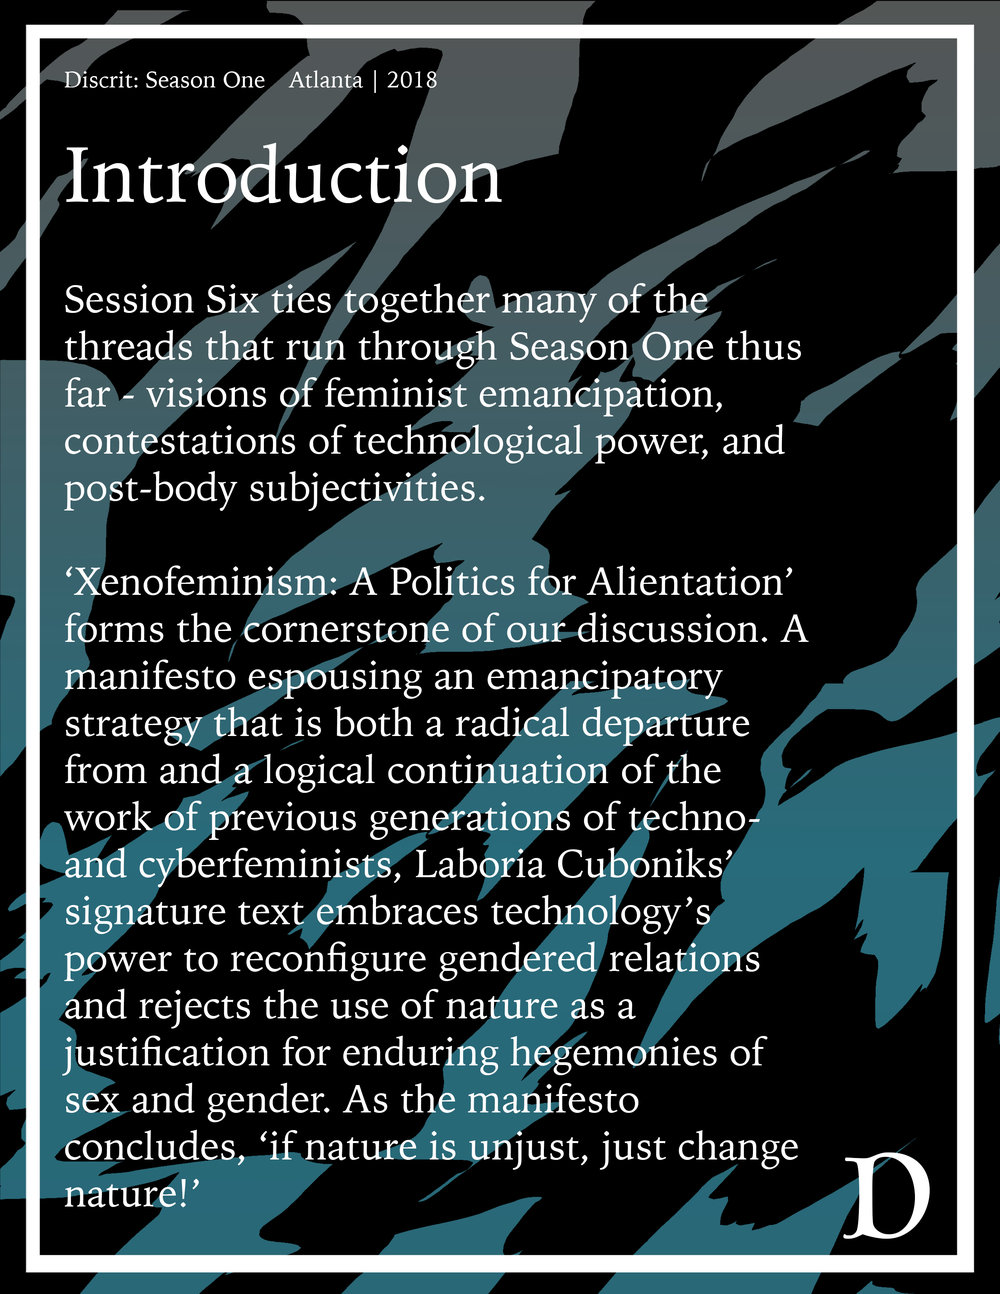 Discrit: Season One Atlanta | 2018
Introduction
Session Six ties together many of the
threads that run through Season One thus
far - visions of feminist emancipation,
contestations of technological power, and
post-body subjectivities.
‘Xenofeminism: A Politics for Alientation’
forms the cornerstone of our discussion. A
manifesto espousing an emancipatory
strategy that is both a radical departure
from and a logical continuation of the
work of previous generations of techno-
and cyberfeminists, Laboria Cuboniks’
signature text embraces technology’s
power to reconfigure gendered relations
and rejects the use of nature as a
justification for enduring hegemonies of
sex and gender. As the manifesto
concludes, ‘if nature is unjust, just change
nature!’
D